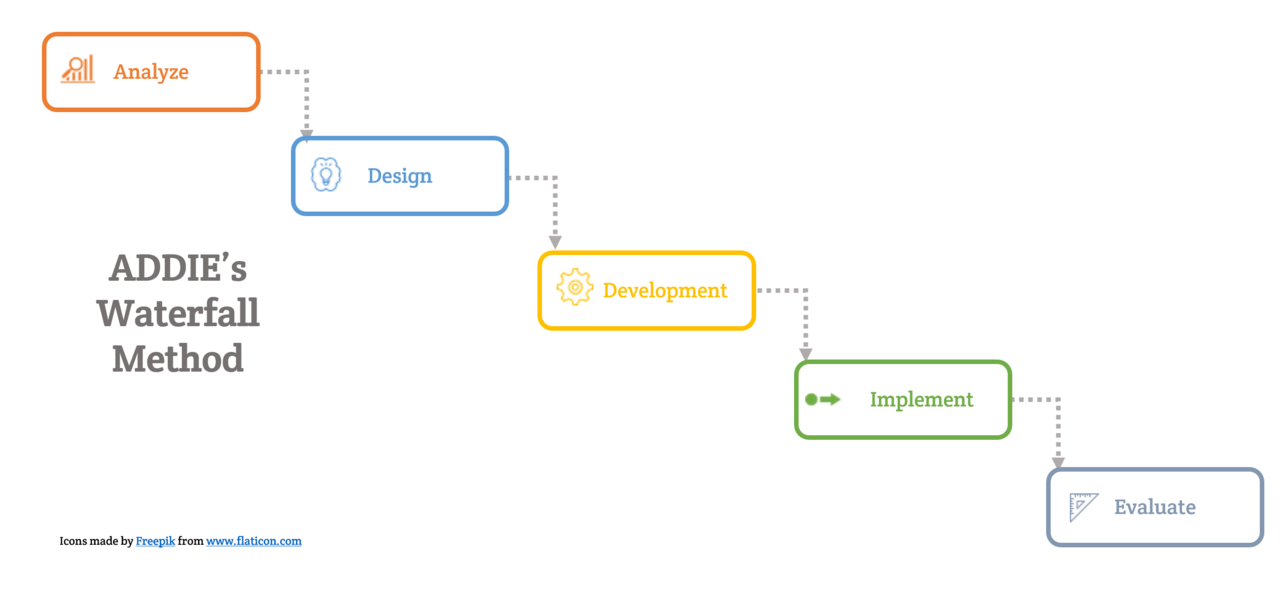 Analyze
Design
ADDIE’s
Waterfall
Method
Development
Implement
Evaluate
Icons made by Freepik from www.flaticon.com